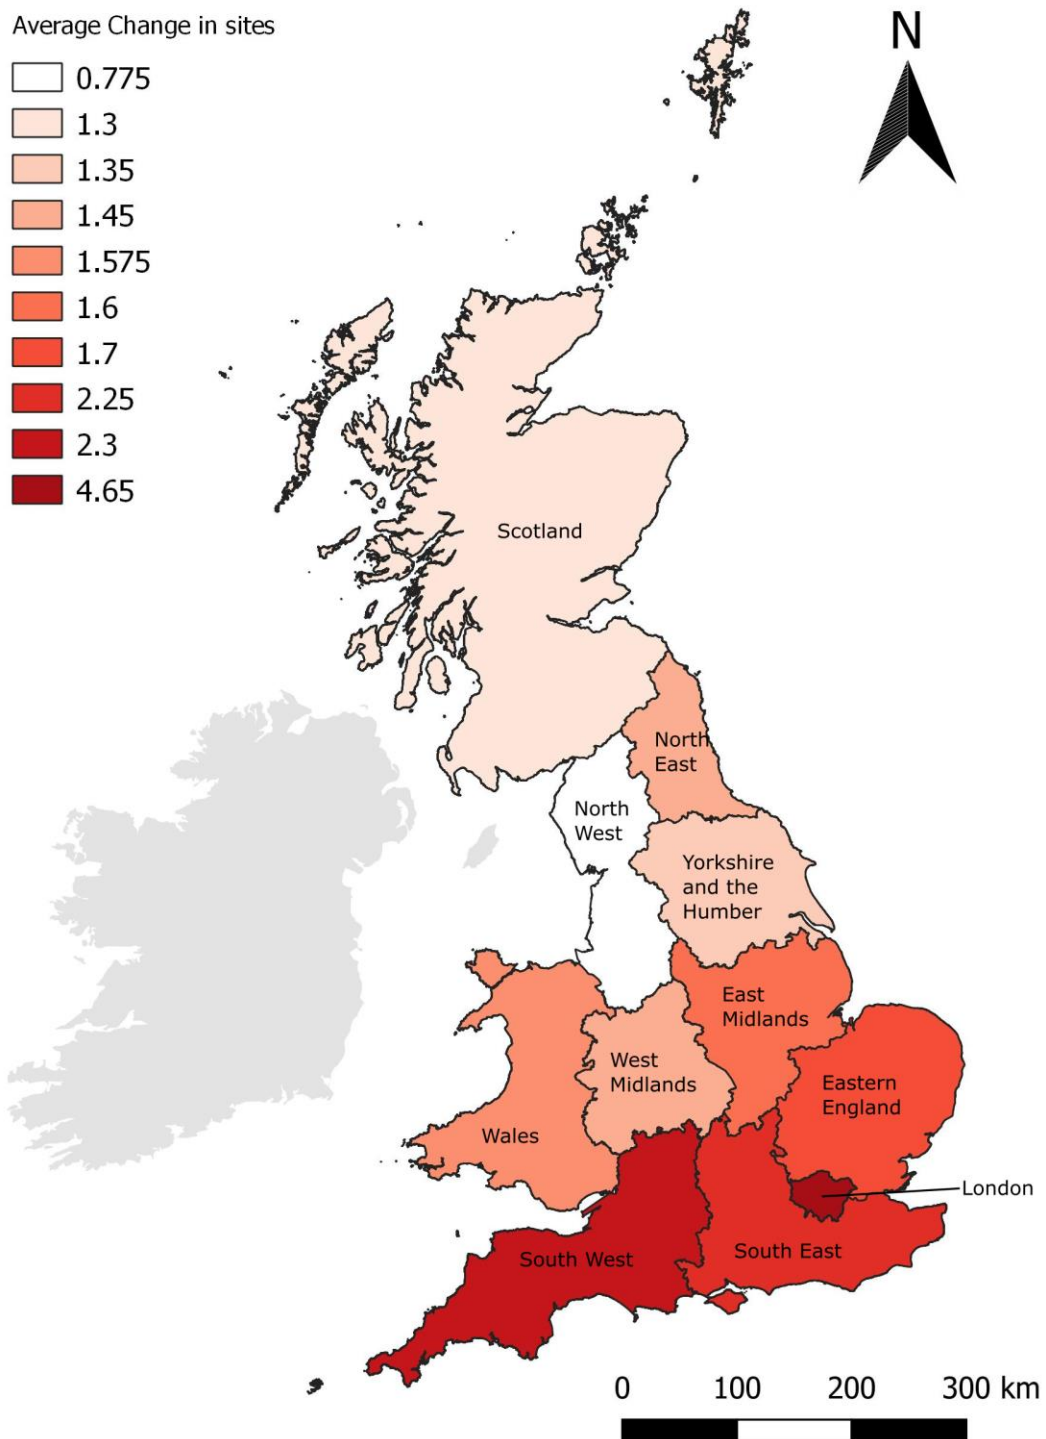 Average Change in sites
0.775
1.3
1.35
1.45
1.575
1.6
1.7
2.25
2.3
4.65
N
Scotland
North
East
North
West
Yorkshire
and the
Humber
East
Midlands
West
Midlands
Eastern
England
Wales
London
South West
South East
0 100 200 300 km